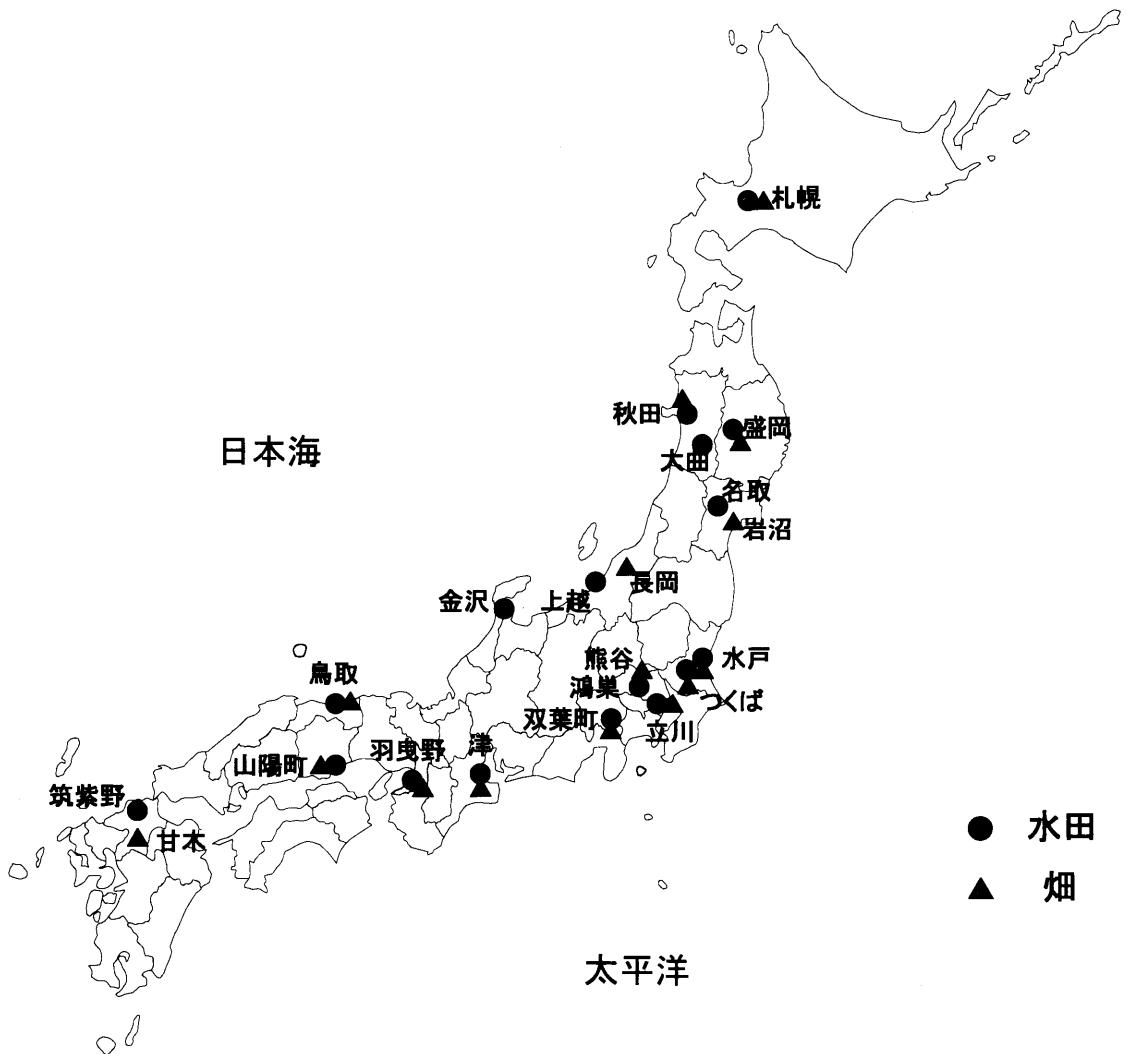 札幌
秋田
盛岡
大曲
日本海
名取
岩沼
長岡
金沢
上越
熊谷
水戸
鳥取
鴻巣
つくば
双葉町
立川
羽曳野
津
山陽町
筑紫野
甘木
水田
畑
太平洋